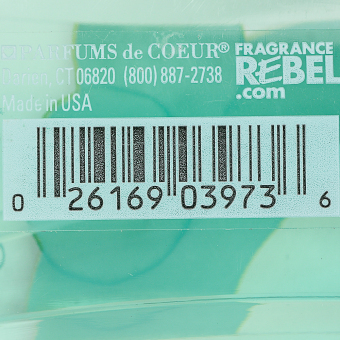 PARFUMS de COEUR®
CT 06820 (800) 887-2738
Made in USA
FRAGRANCE
REBEL
.com
0 26169 03973 6